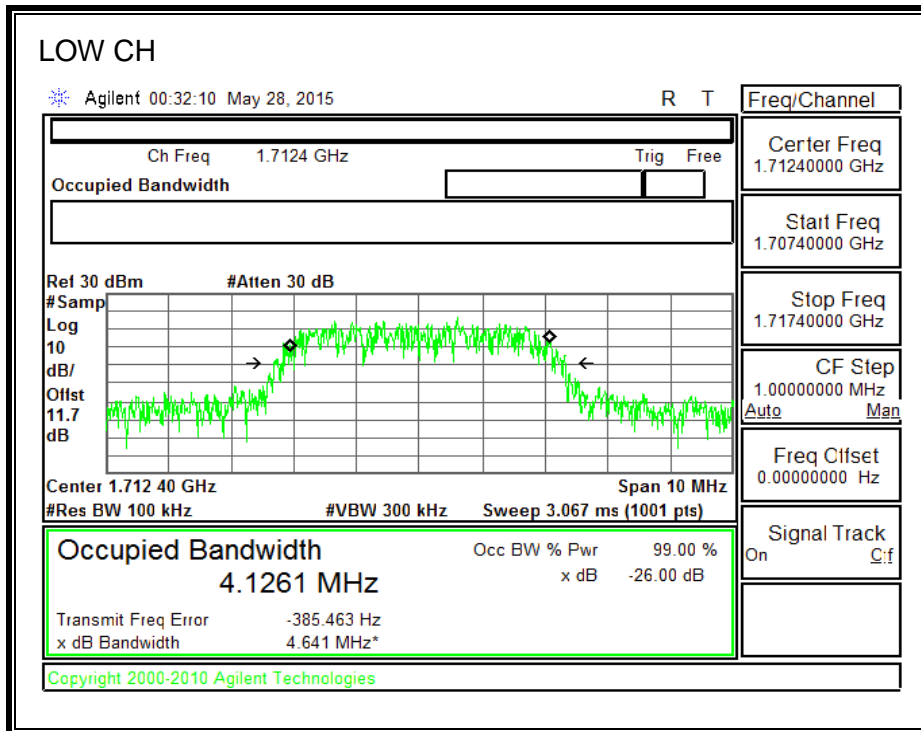 LOW CH
Agilent 00:32:10 May 28, 2015 R T
Freq/Channel
Ch Freq 1.7124 GHz Trig Free
Occupied Bandwidth
Center Freq
1.71240000 GHz
Start Freq
1.70740000 GHz
Stop Freq
1.71740000 GHz
CF Step
1.00000000 MHz
Auto Man
Freq Offset
0.00000000 Hz
Signal Track
On Off
Ref 30 dBm #Atten 30 dB
#Samp
Log
10
dB/
Offst
11.7
dB
Center 1.712 40 GHz Span 10 MHz
#Res BW 100 kHz #VBW 300 kHz Sweep 3.067 ms (1001 pts)
Occupied Bandwidth Occ BW % Pwr 99.00 %
4.1261 MHz x dB -26.00 dB
Transmit Freq Error -385.463 Hz
x dB Bandwidth 4.641 MHz*
Copyright 2000-2010 Agilent Technologies